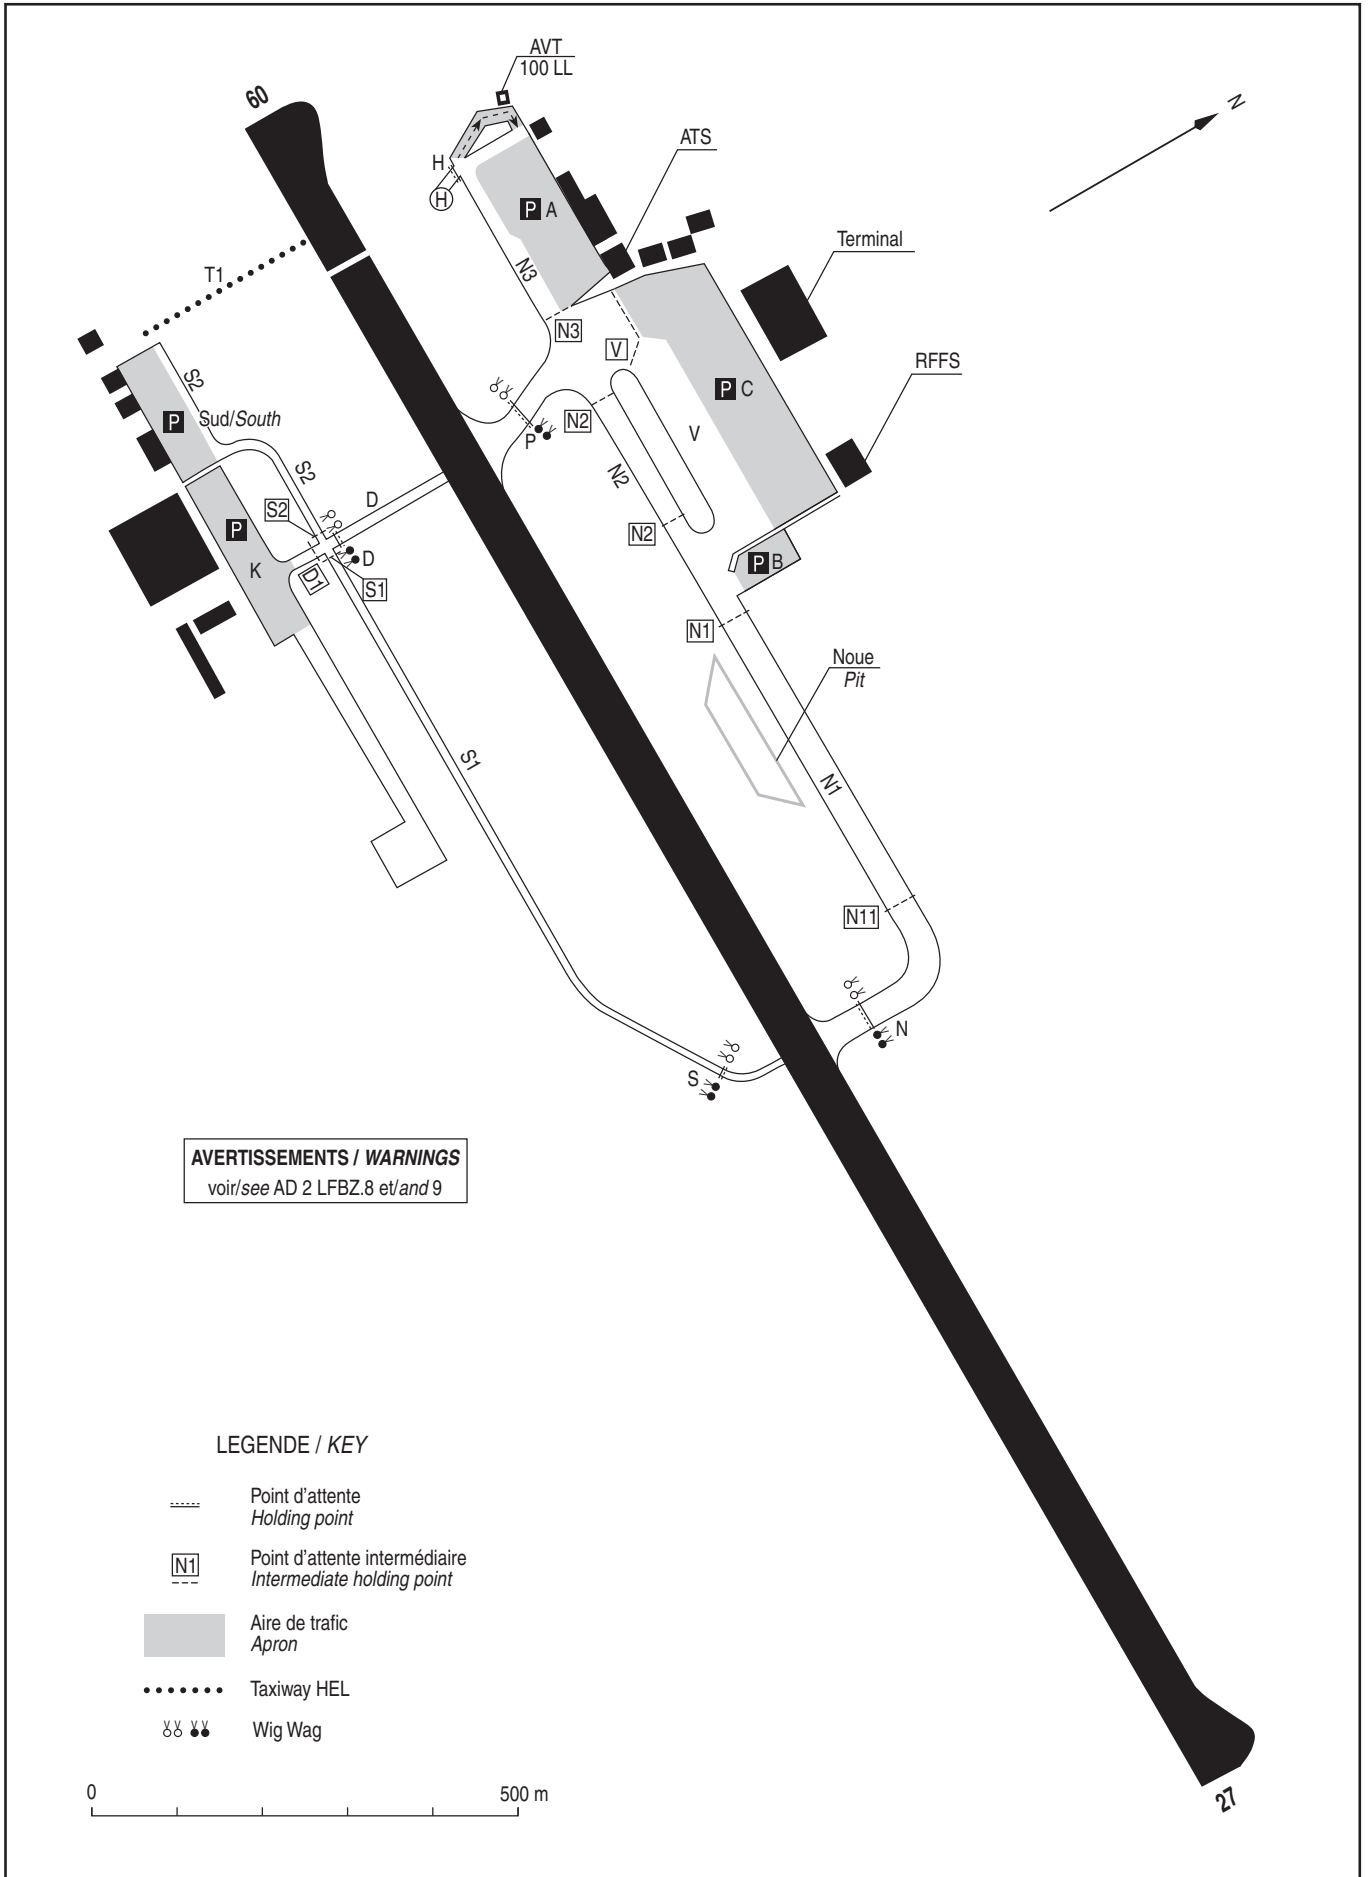 AVT
100 LL
09
N
H
H
ATS
P A
Terminal
T1
N3
N3
V
RFFS
P C
S2
P Sud/South
N2
P
V
S2
D
N2
S2
P
N2
D
P B
K
D1
S1
N1
Noue
Pit
S1
N1
N11
N
S
AVERTISSEMENTS / WARNINGS
voir/see AD 2 LFBZ.8 et/and 9
LEGENDE / KEY
Point d'attente
Holding point
N1
Point d'attente intermédiaire
Intermediate holding point
Aire de trafic
Apron
Taxiway HEL
Wig Wag
0
500 m
27